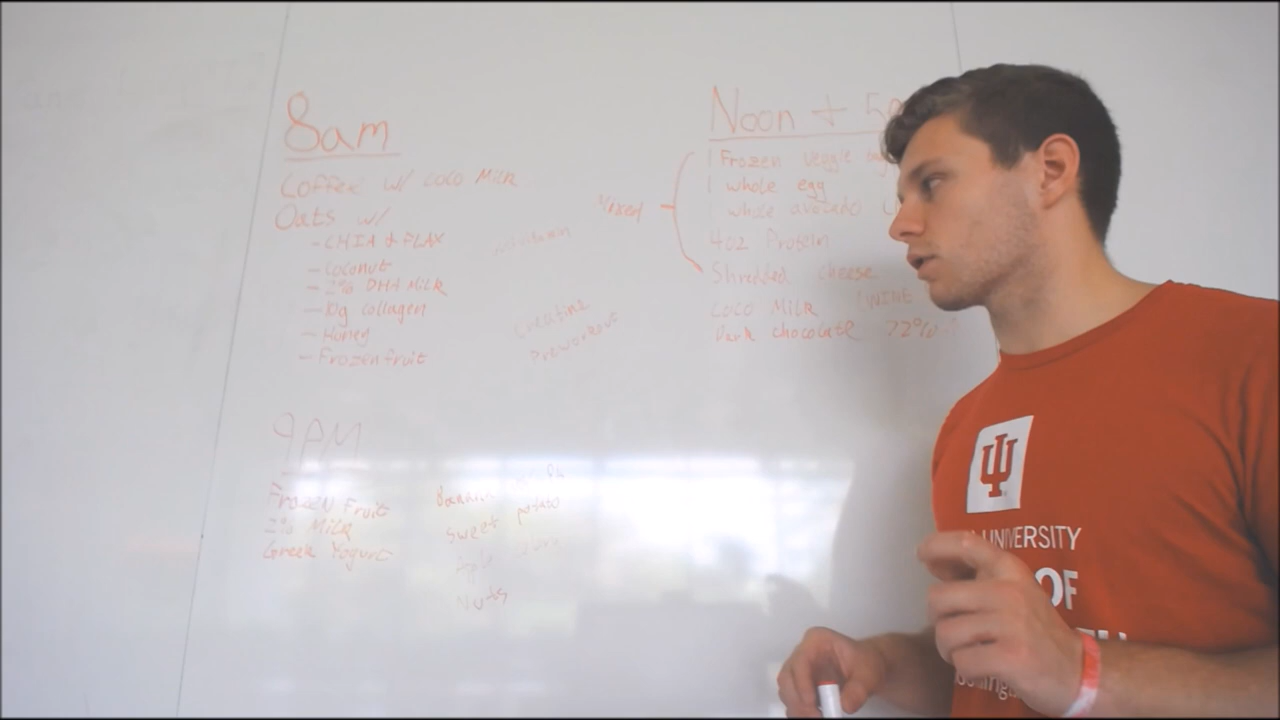 8am
Coffee w/ coco Milk
Oats w/
- CHIA & FLAX
- Coconut
- 2% DHA Milk
- 10g collagen
- Honey
- Frozen fruit
Creatine
Preworkout
9PM
Frozen Fruit
2% Milk
Greek Yogurt
Sweet potato
Nuts
Noon + 5
Mixed
1 Frozen veggie
1 whole egg
1 whole avocado
4oz Protein
Shredded cheese
Coco Milk WINE
Dark chocolate 72%
UNIVERSITY
OF